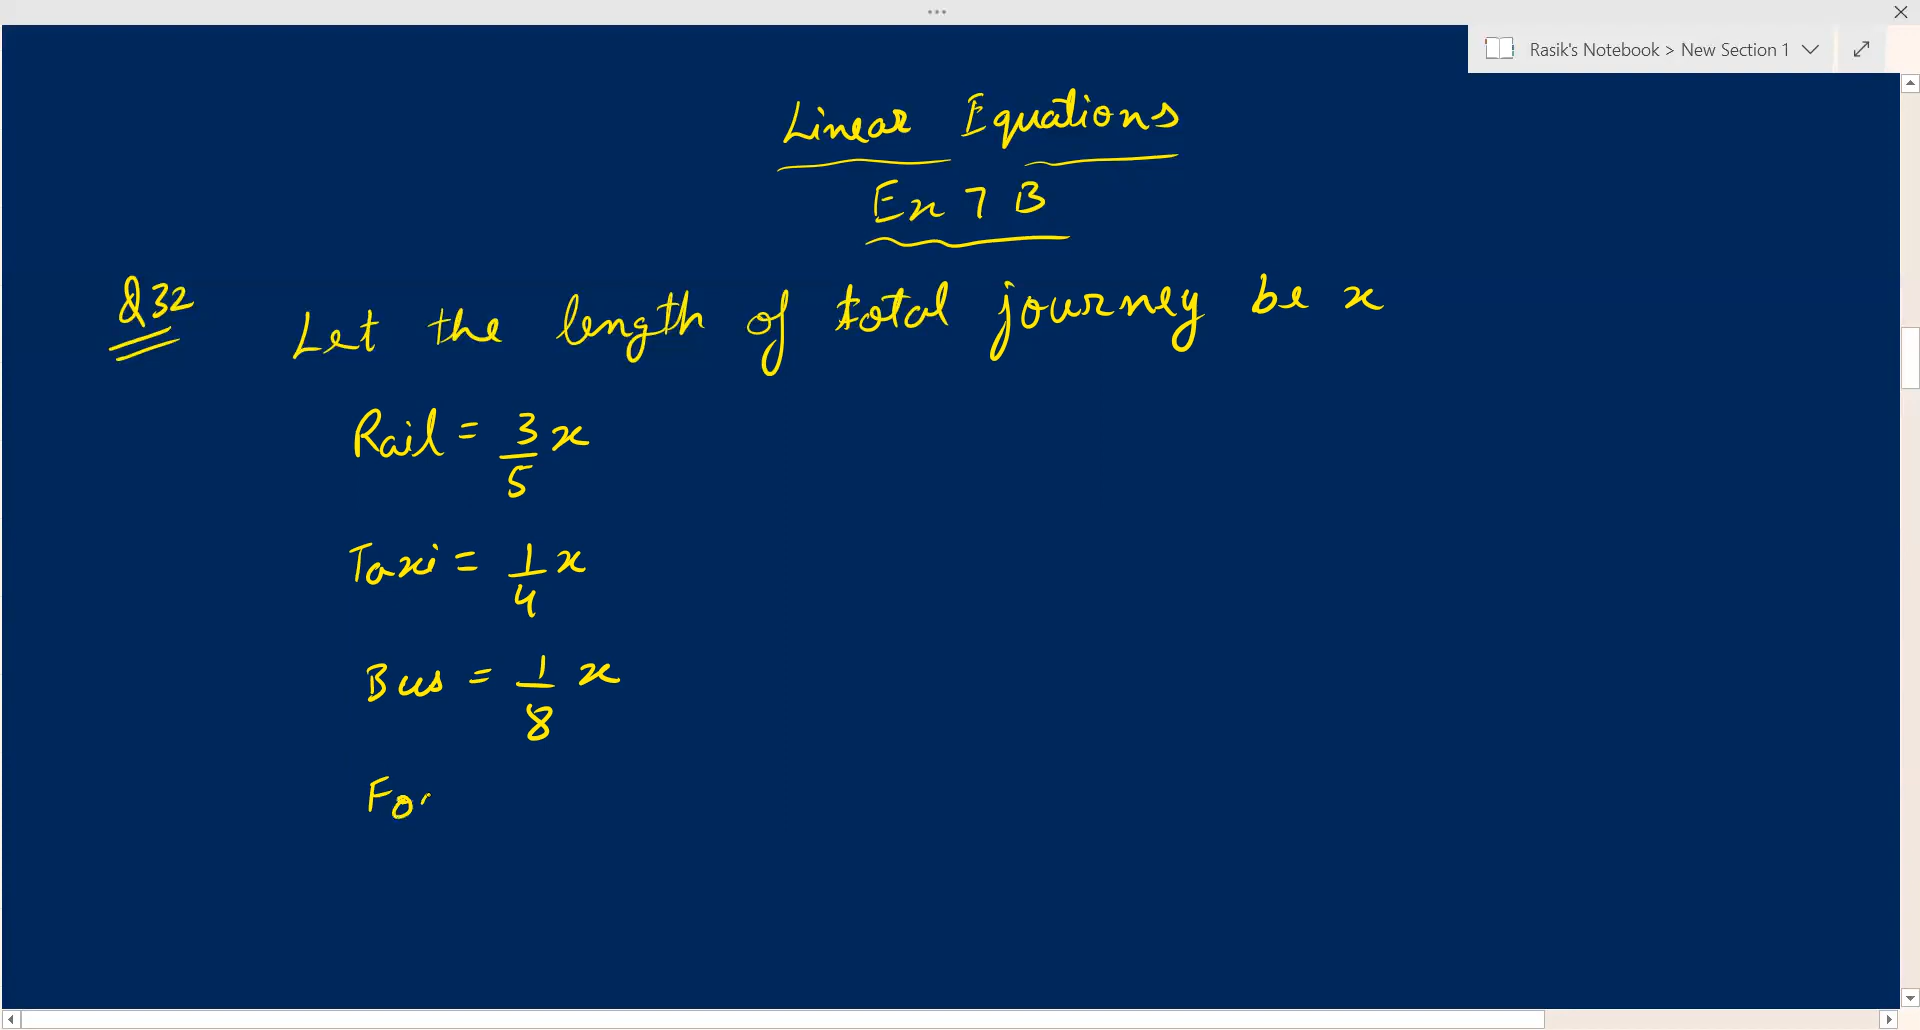 Rasik's Notebook > New Section 1
Linear Equations
Ex 7 B
Q32 Let the length of total journey be x
Rail = 3/5 x
Taxi = 1/4 x
Bus = 1/8 x
Fo